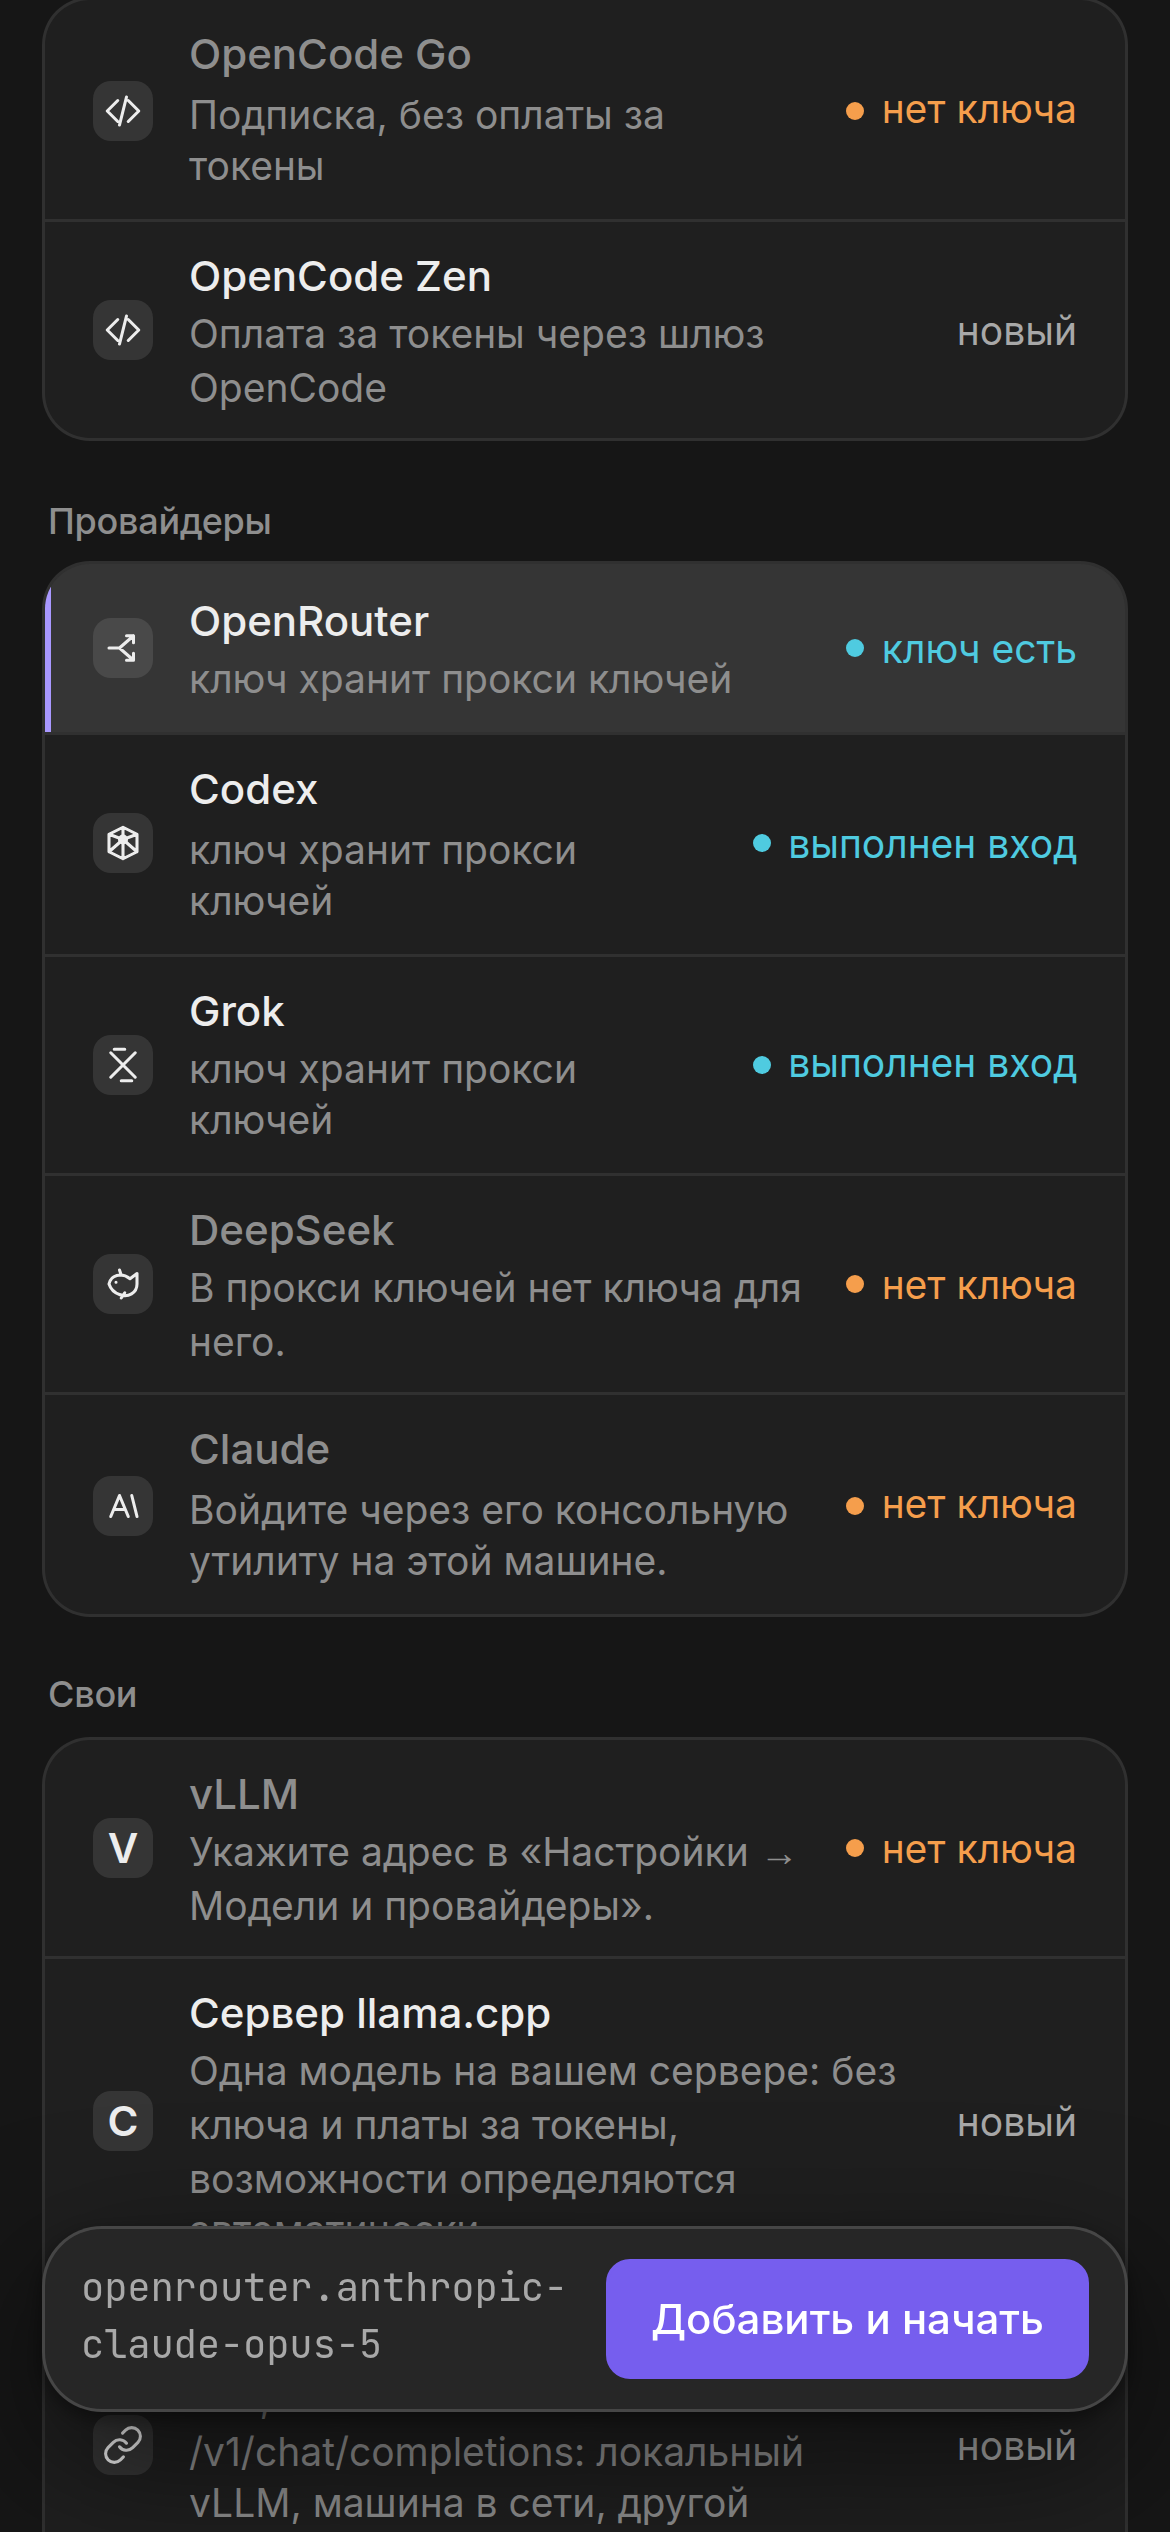 OpenCode Go
Подписка, без оплаты за
токены
нет ключа
OpenCode Zen
Оплата за токены через шлюз
OpenCode
новый
Провайдеры
OpenRouter
ключ хранит прокси ключей
ключ есть
Codex
ключ хранит прокси
ключей
выполнен вход
Grok
ключ хранит прокси
ключей
выполнен вход
DeepSeek
В прокси ключей нет ключа для
него.
нет ключа
Claude
Войдите через его консольную
утилиту на этой машине.
нет ключа
Свои
V
vLLM
Укажите адрес в «Настройки →
Модели и провайдеры».
нет ключа
C
Сервер llama.cpp
Одна модель на вашем сервере: без
ключа и платы за токены,
возможности определяются
новый
openrouter.anthropic-
claude-opus-5
Добавить и начать
/v1/chat/completions: локальный
vLLM, машина в сети, другой
новый